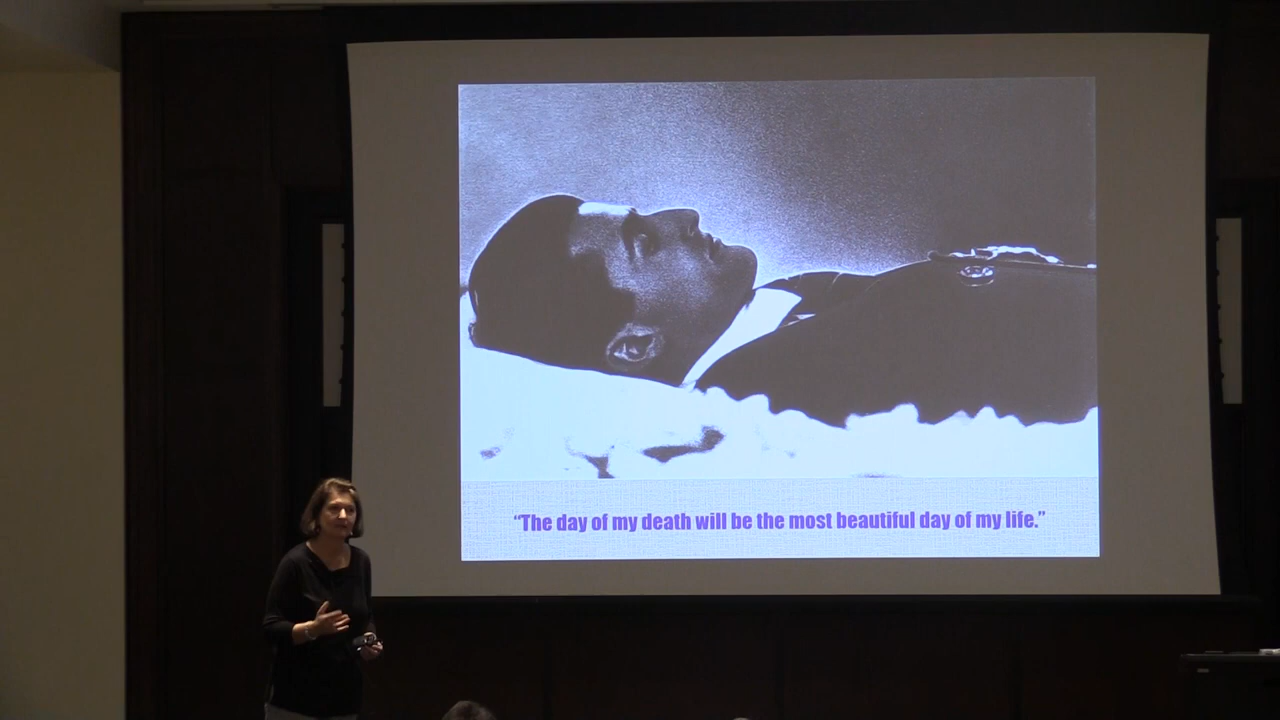 “The day of my death will be the most beautiful day of my life.”